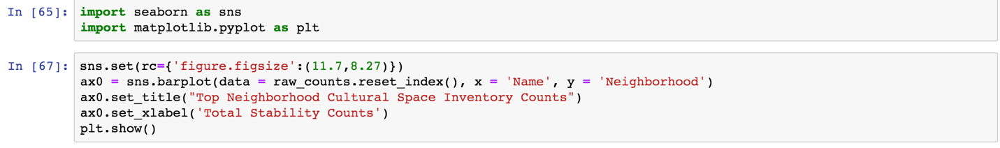 In [65]: import seaborn as sns
import matplotlib.pyplot as plt
In [67]: sns.set(rc={'figure.figsize':(11.7,8.27)})
ax0 = sns.barplot(data = raw_counts.reset_index(), x = 'Name', y = 'Neighborhood')
ax0.set_title("Top Neighborhood Cultural Space Inventory Counts")
ax0.set_xlabel('Total Stability Counts')
plt.show()